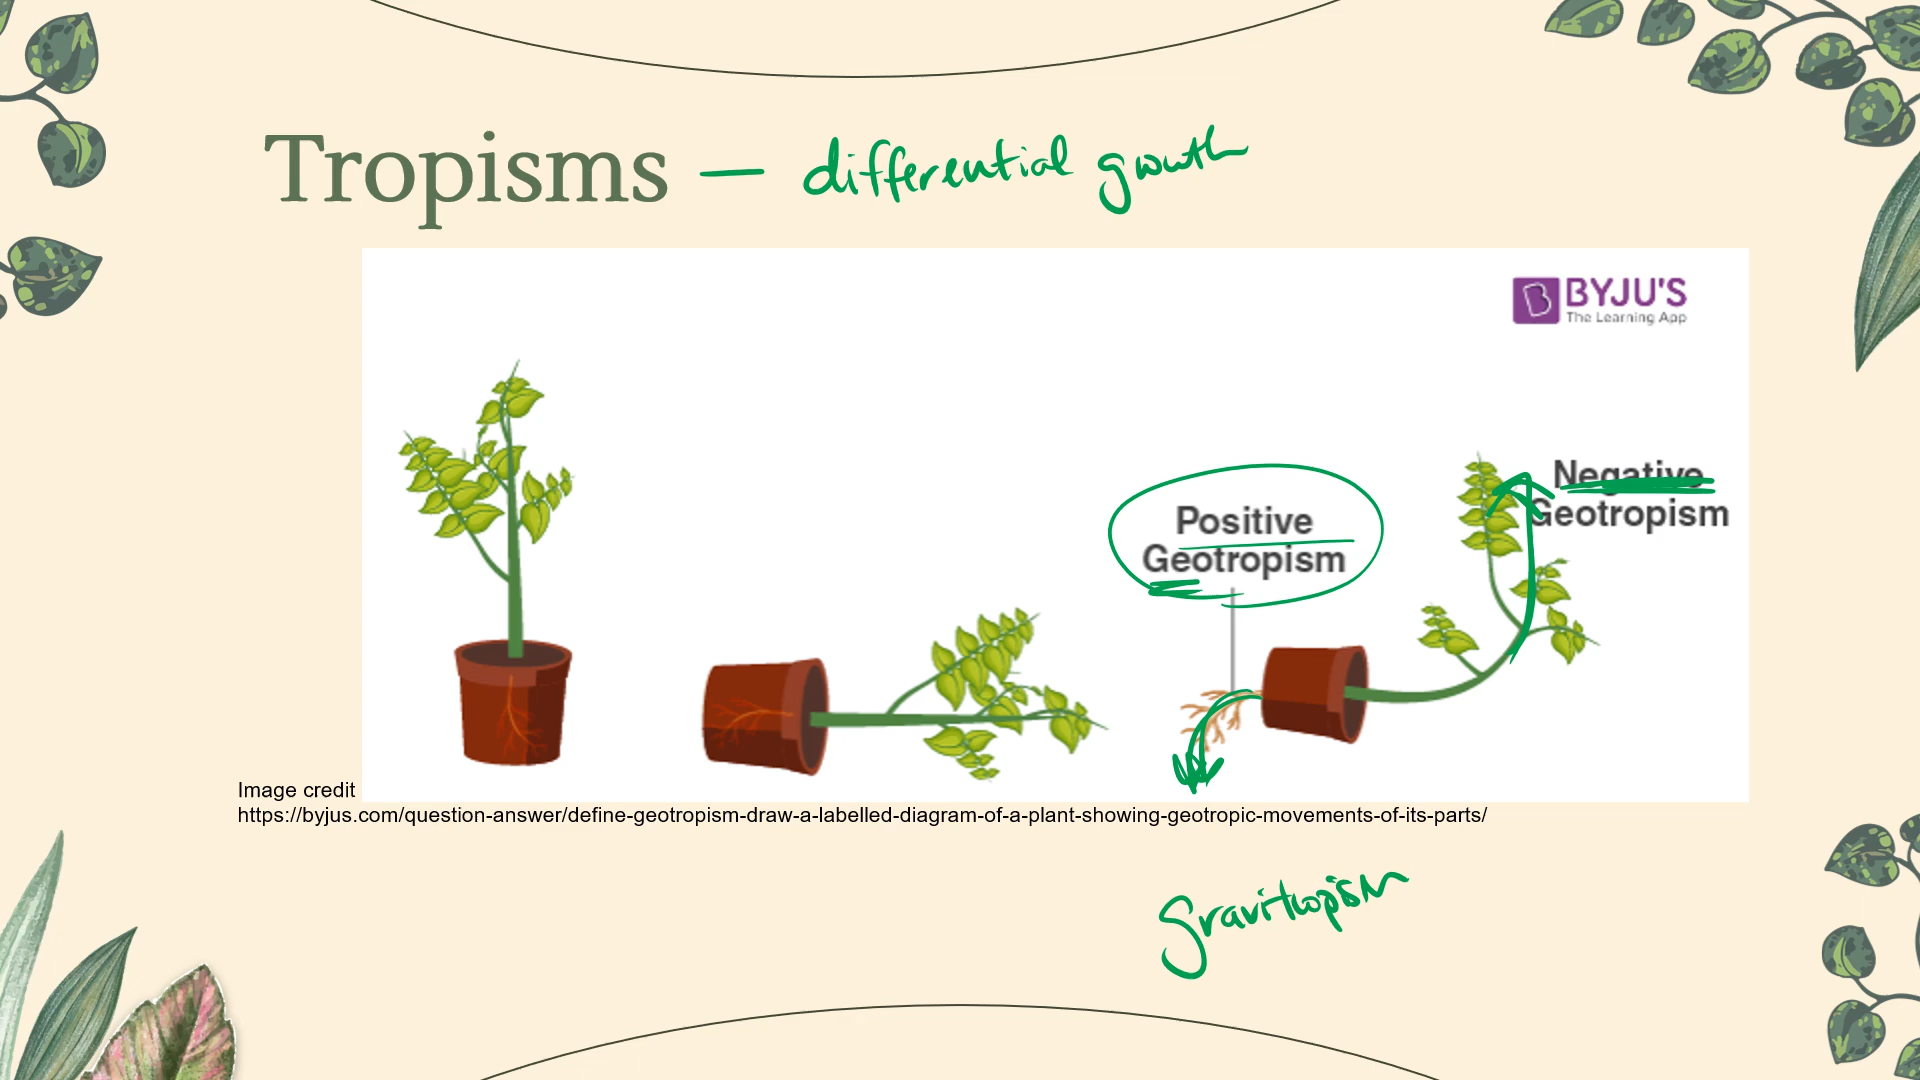 Tropisms — differential growth
BYJU'S
The Learning App
Positive
Geotropism
Negative
Geotropism
Image credit
https://byjus.com/question-answer/define-geotropism-draw-a-labelled-diagram-of-a-plant-showing-geotropic-movements-of-its-parts/
Gravitropism